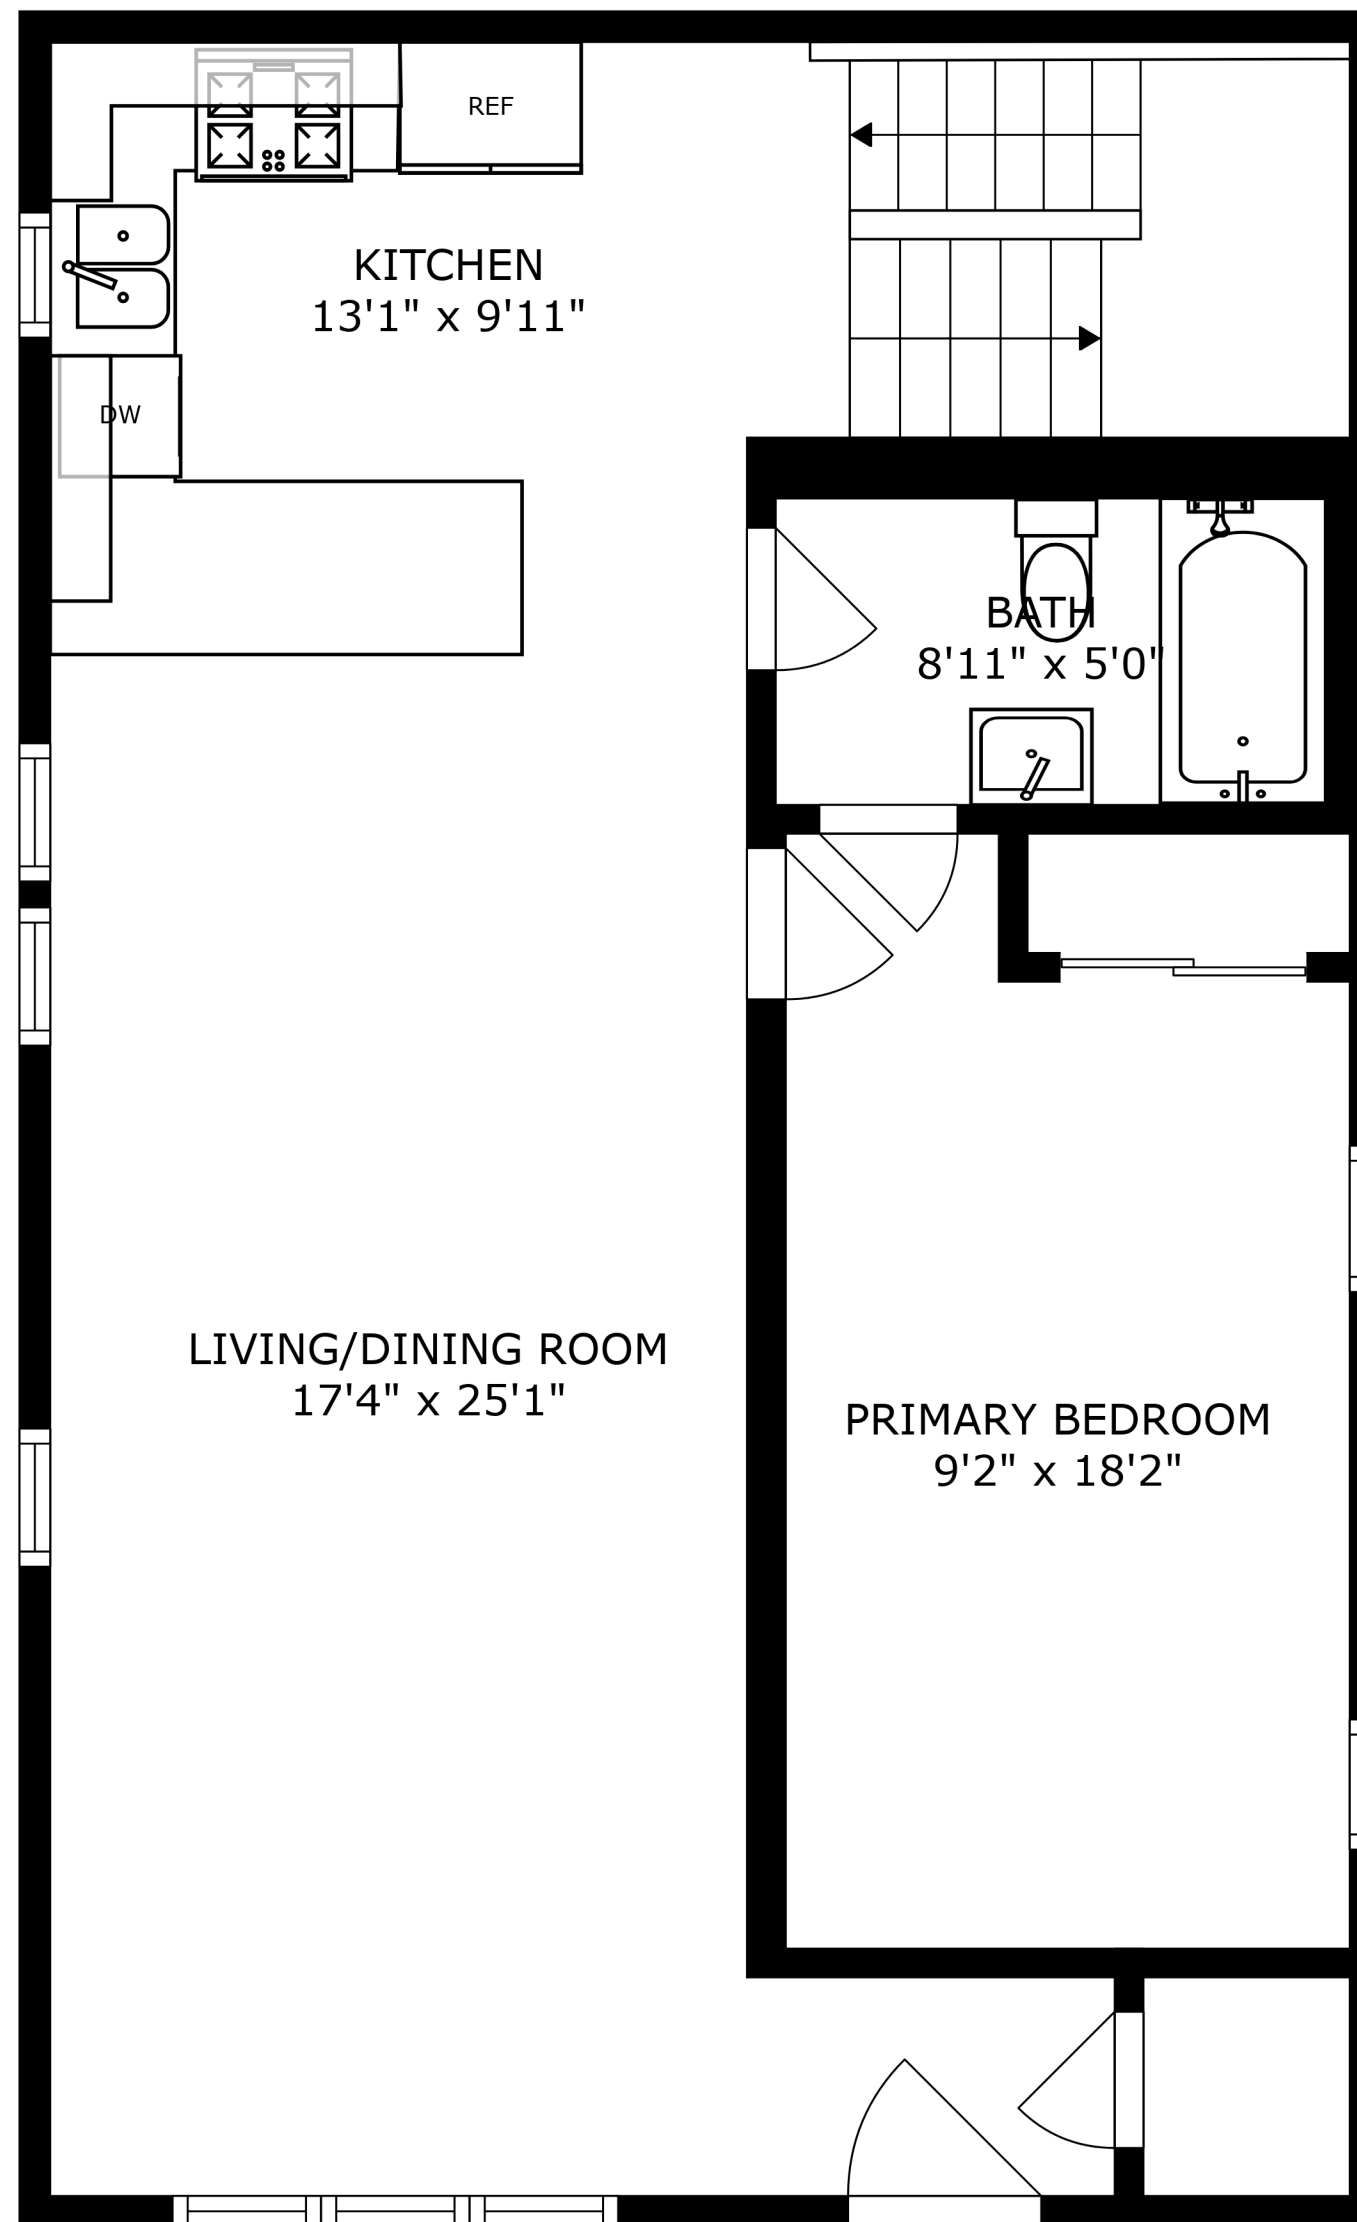 REF
KITCHEN
13'1" x 9'11"
DW
BATH
8'11" x 5'0"
LIVING/DINING ROOM
17'4" x 25'1"
PRIMARY BEDROOM
9'2" x 18'2"